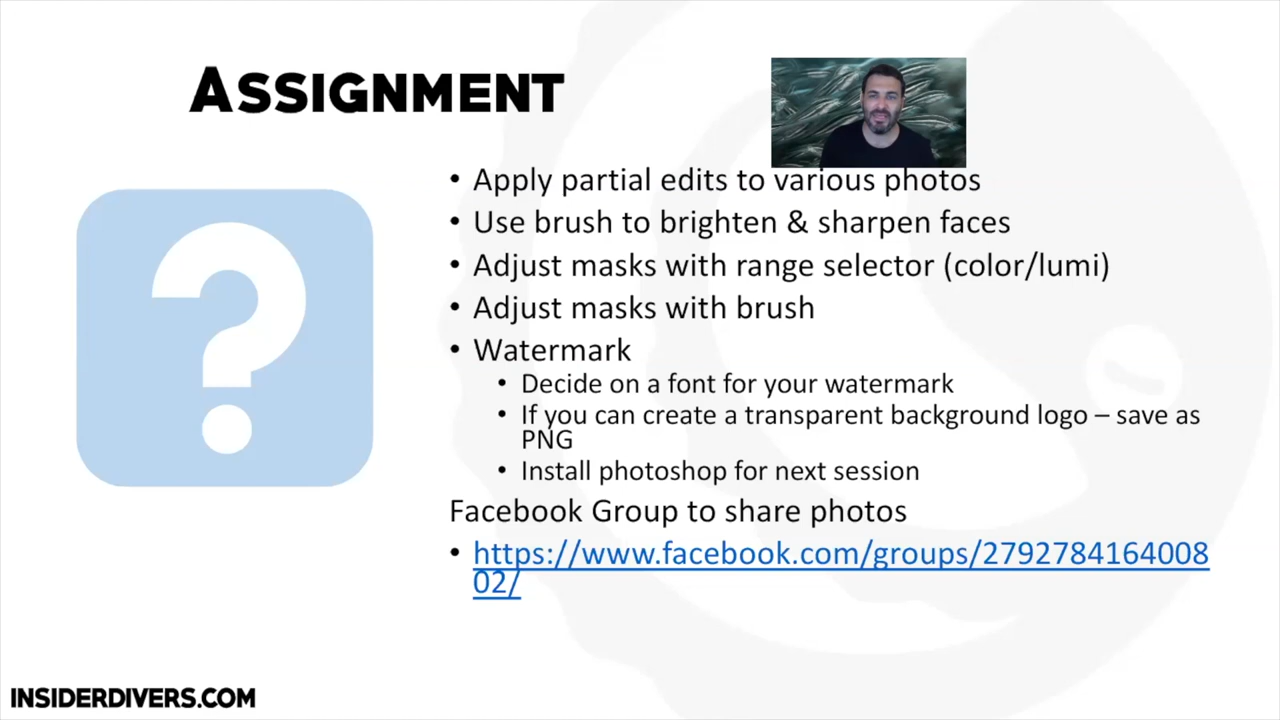 ASSIGNMENT
• Apply partial edits to various photos
• Use brush to brighten & sharpen faces
• Adjust masks with range selector (color/lumi)
• Adjust masks with brush
• Watermark
• Decide on a font for your watermark
• If you can create a transparent background logo – save as
PNG
• Install photoshop for next session
Facebook Group to share photos
• https://www.facebook.com/groups/2792784164008
02/
INSIDERDIVERS.COM